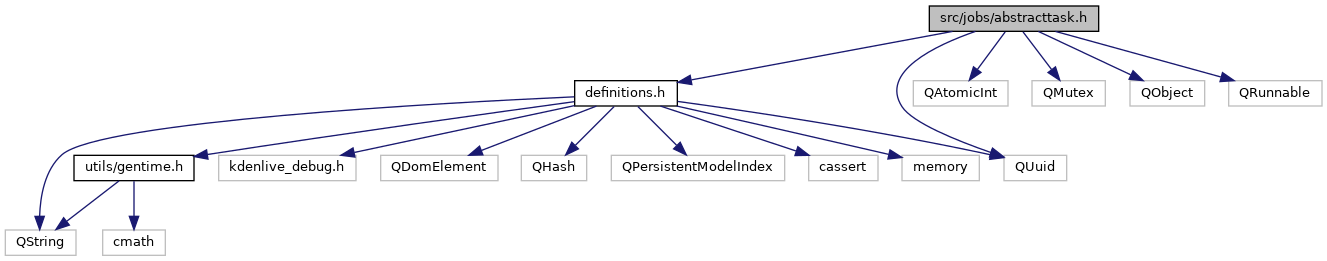 src/jobs/abstracttask.h
definitions.h
QAtomicInt
QMutex
QObject
QRunnable
utils/gentime.h
kdenlive_debug.h
QDomElement
QHash
QPersistentModelIndex
cassert
memory
QUuid
QString
cmath